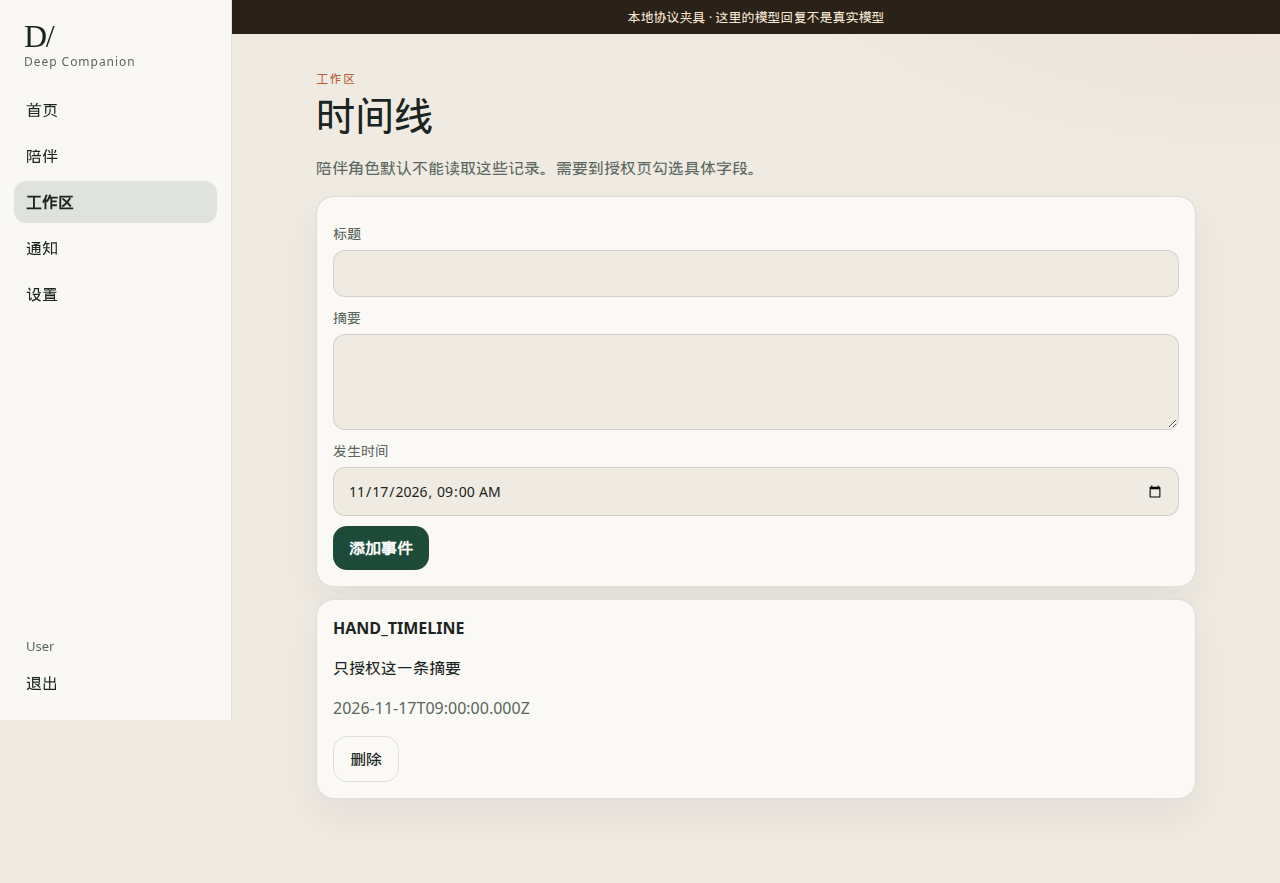 D/
Deep Companion
首页
陪伴
工作区
通知
设置
User
退出
本地协议夹具 · 这里的模型回复不是真实模型
工作区
时间线
陪伴角色默认不能读取这些记录。需要到授权页勾选具体字段。
标题
摘要
发生时间
11/17/2026, 09:00 AM
添加事件
HAND_TIMELINE
只授权这一条摘要
2026-11-17T09:00:00.000Z
删除